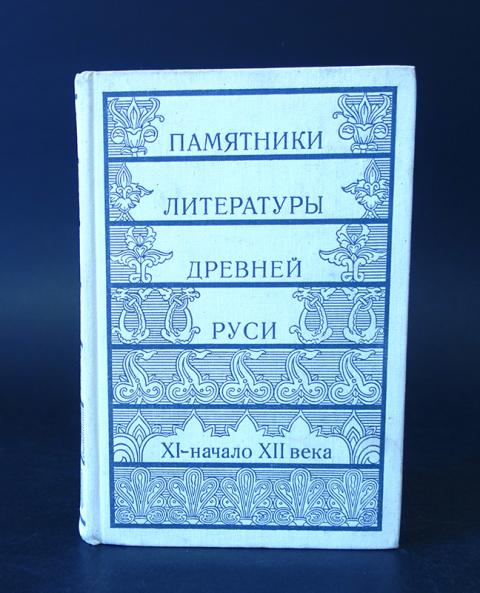 ПАМЯТНИКИ
ЛИТЕРАТУРЫ
ДРЕВНЕЙ
РУСИ
XI-начало XII века